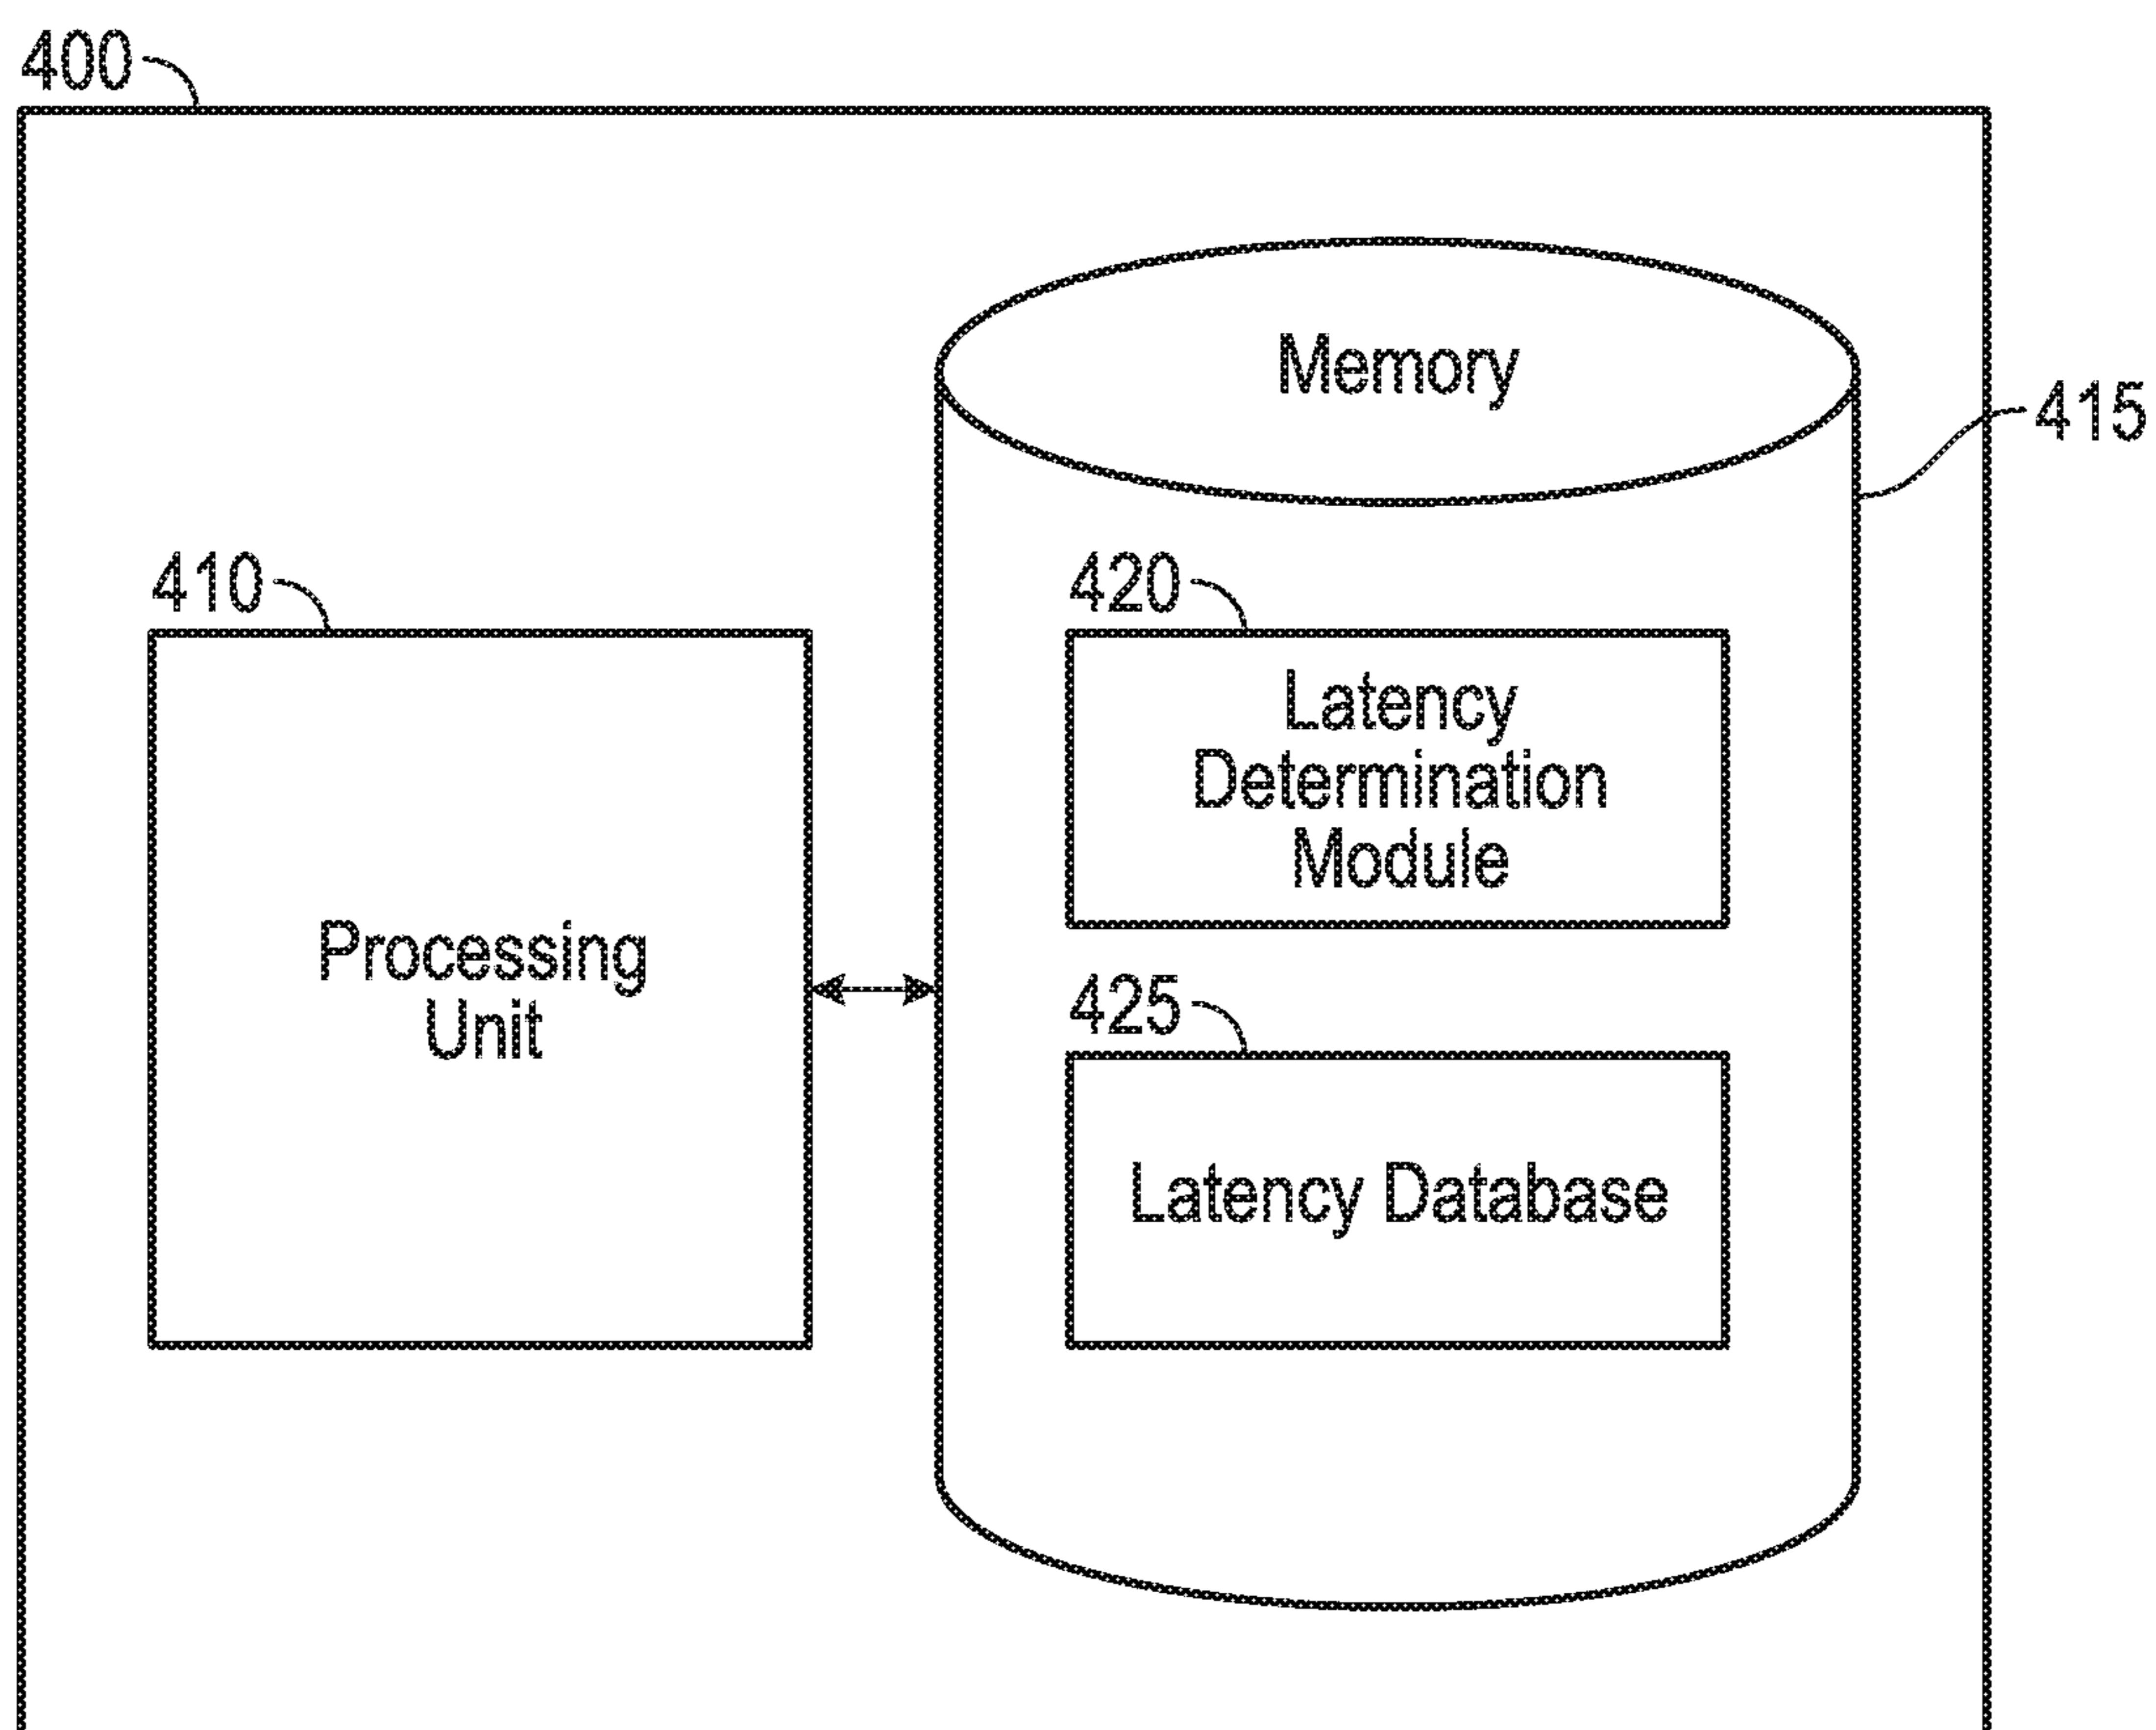 400
Memory
415
410
420
Latency
Determination
Module
Processing
Unit
425
Latency Database